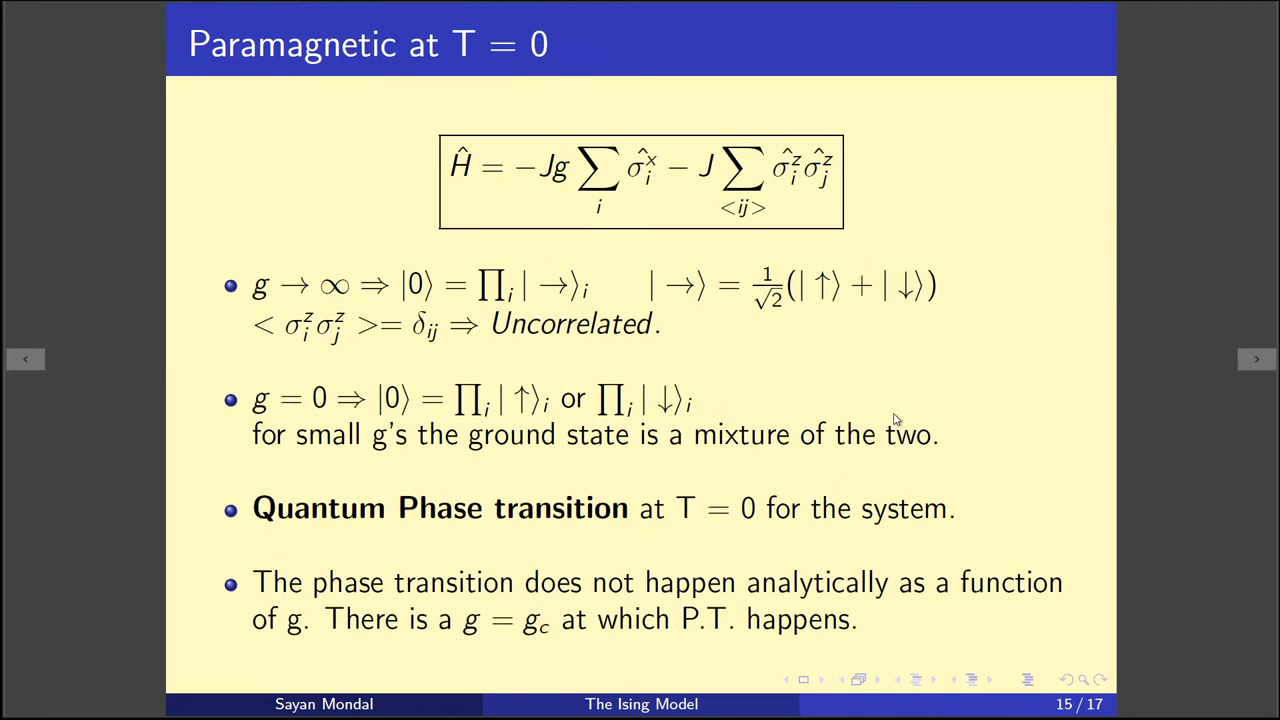 Paramagnetic at T = 0
Ĥ = −Jg ∑_i σ̂_i^x − J ∑_{<ij>} σ̂_i^z σ̂_j^z
g → ∞ ⇒ |0⟩ = ∏_i | →⟩_i | →⟩ = 1/√2 (| ↑⟩ + | ↓⟩)
< σ_i^z σ_j^z >= δ_ij ⇒ Uncorrelated.
g = 0 ⇒ |0⟩ = ∏_i | ↑⟩_i or ∏_i | ↓⟩_i
for small g's the ground state is a mixture of the two.
Quantum Phase transition at T = 0 for the system.
The phase transition does not happen analytically as a function
of g. There is a g = g_c at which P.T. happens.
Sayan Mondal
The Ising Model
15 / 17